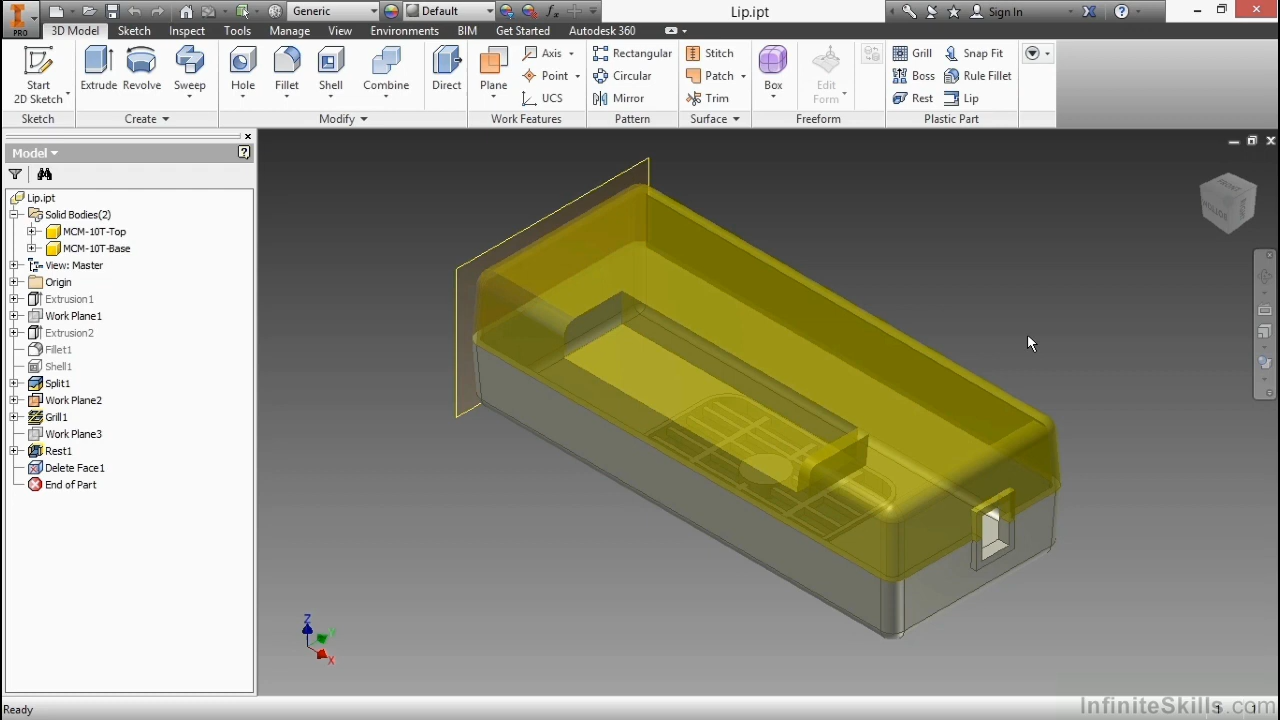 Generic
Default
Lip.ipt
Sign In
PRO
3D Model Sketch Inspect Tools Manage View Environments BIM Get Started Autodesk 360
Start
2D Sketch
Extrude
Revolve
Sweep
Hole
Fillet
Shell
Combine
Direct
Plane
Axis
Point
UCS
Rectangular
Circular
Mirror
Stitch
Patch
Trim
Box
Edit
Form
Grill
Boss
Rest
Snap Fit
Rule Fillet
Lip
Sketch
Create
Modify
Work Features
Pattern
Surface
Freeform
Plastic Part
Model
Lip.ipt
Solid Bodies(2)
MCM-10T-Top
MCM-10T-Base
View: Master
Origin
Extrusion1
Work Plane1
Extrusion2
Fillet1
Shell1
Split1
Work Plane2
Grill1
Work Plane3
Rest1
Delete Face1
End of Part
FRONT
BOTTOM
Z
Y
X
Ready
InfiniteSkills.com
1 1